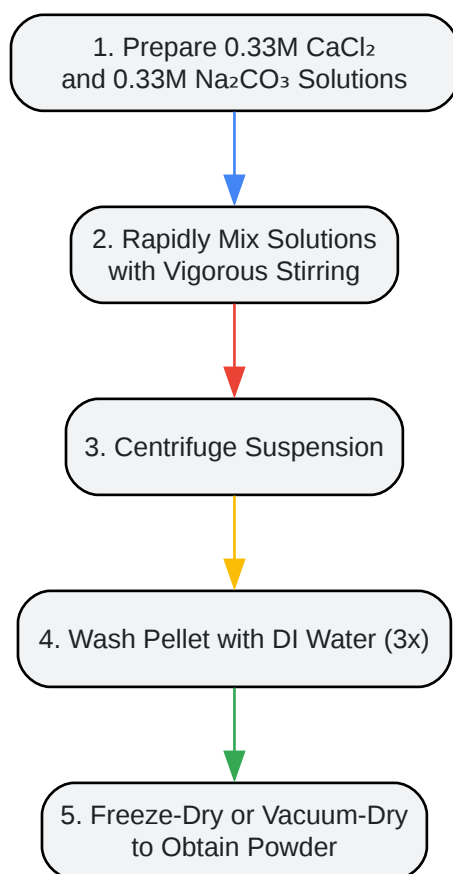 1. Prepare 0.33M CaCl₂
and 0.33M Na₂CO₃ Solutions
2. Rapidly Mix Solutions
with Vigorous Stirring
3. Centrifuge Suspension
4. Wash Pellet with DI Water (3x)
5. Freeze-Dry or Vacuum-Dry
to Obtain Powder